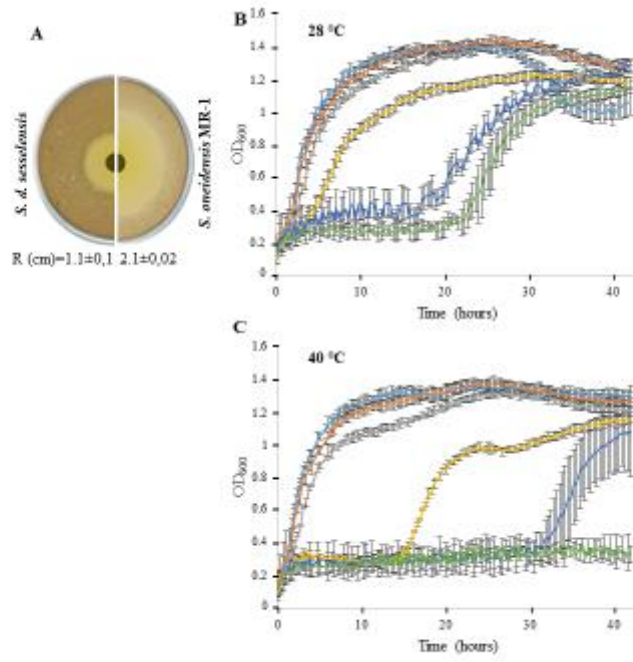 A
S. d. sesselensis
S. oneidensis MR-1
R (cm)=1.1±0,1 2.1±0,02
B
28 °C
OD600
1.6
1.4
1.2
1
0.8
0.6
0.4
0.2
0
0 10 20 30 40
Time (hours)
C
40 °C
OD600
1.6
1.4
1.2
1
0.8
0.6
0.4
0.2
0
0 10 20 30 40
Time (hours)